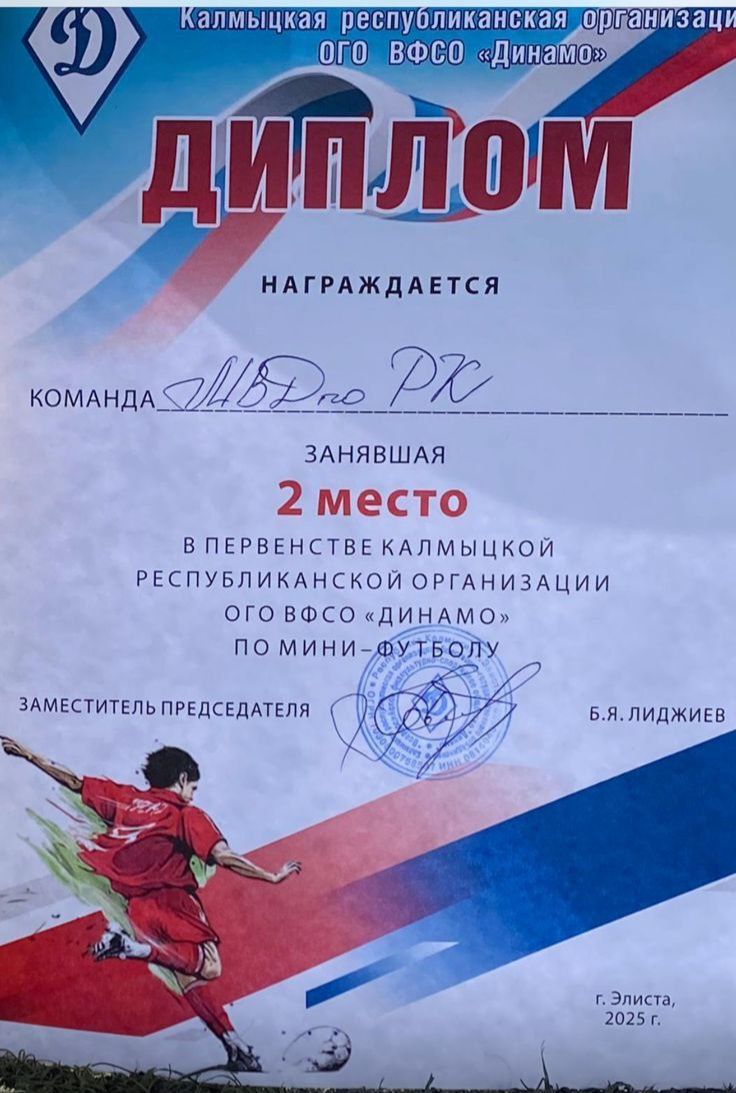 Калмыцкая республиканская организаци
ОГО ВФСО «Динамо»
ДИПЛОМ
НАГРАЖДАЕТСЯ
КОМАНДА МВД по РК
ЗАНЯВШАЯ
2 место
В ПЕРВЕНСТВЕ КАЛМЫЦКОЙ
РЕСПУБЛИКАНСКОЙ ОРГАНИЗАЦИИ
ОГО ВФСО «ДИНАМО»
ПО МИНИ–ФУТБОЛУ
ЗАМЕСТИТЕЛЬ ПРЕДСЕДАТЕЛЯ
Б.Я. ЛИДЖИЕВ
г. Элиста,
2025 г.